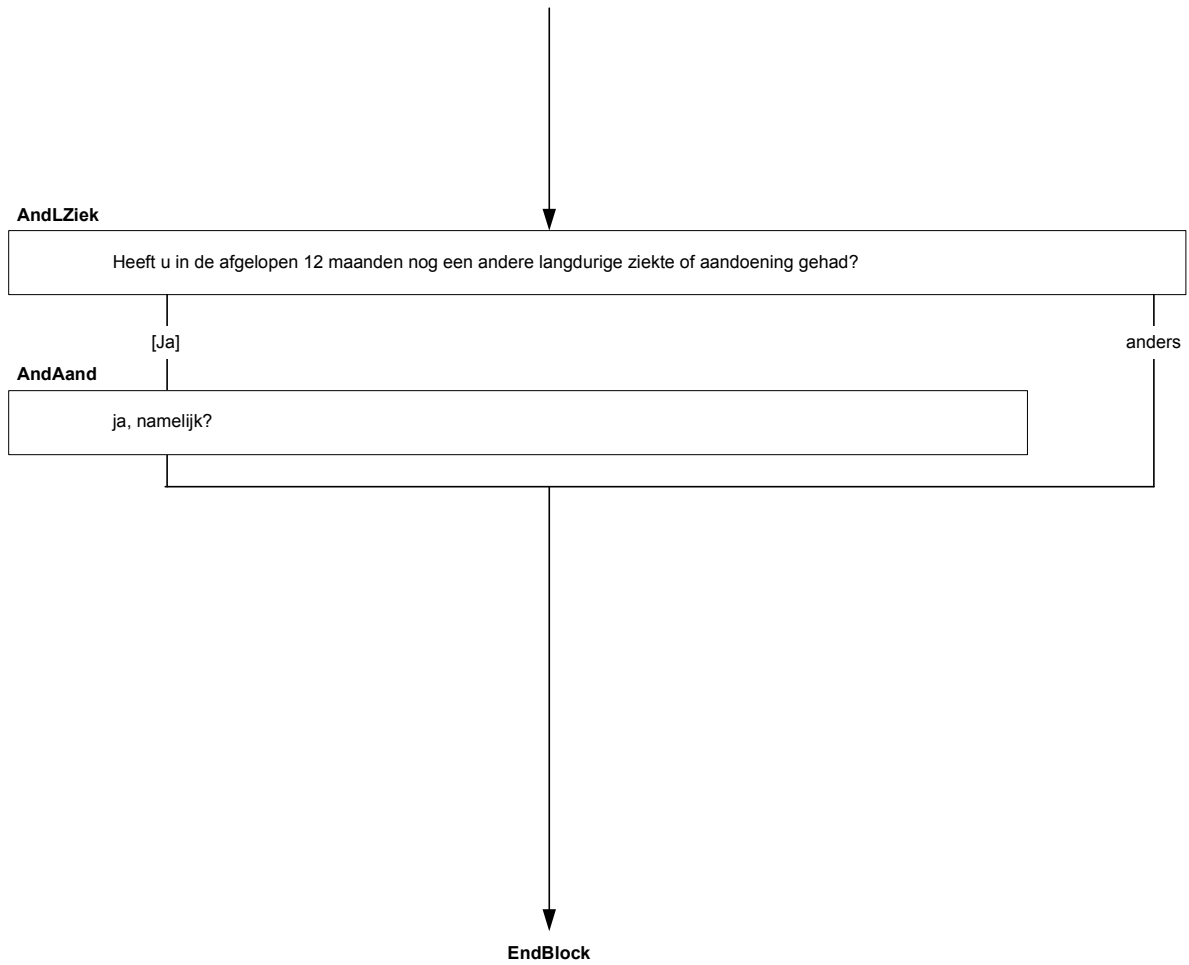 AndLZiek
Heeft u in de afgelopen 12 maanden nog een andere langdurige ziekte of aandoening gehad?
[Ja]
anders
AndAand
ja, namelijk?
EndBlock